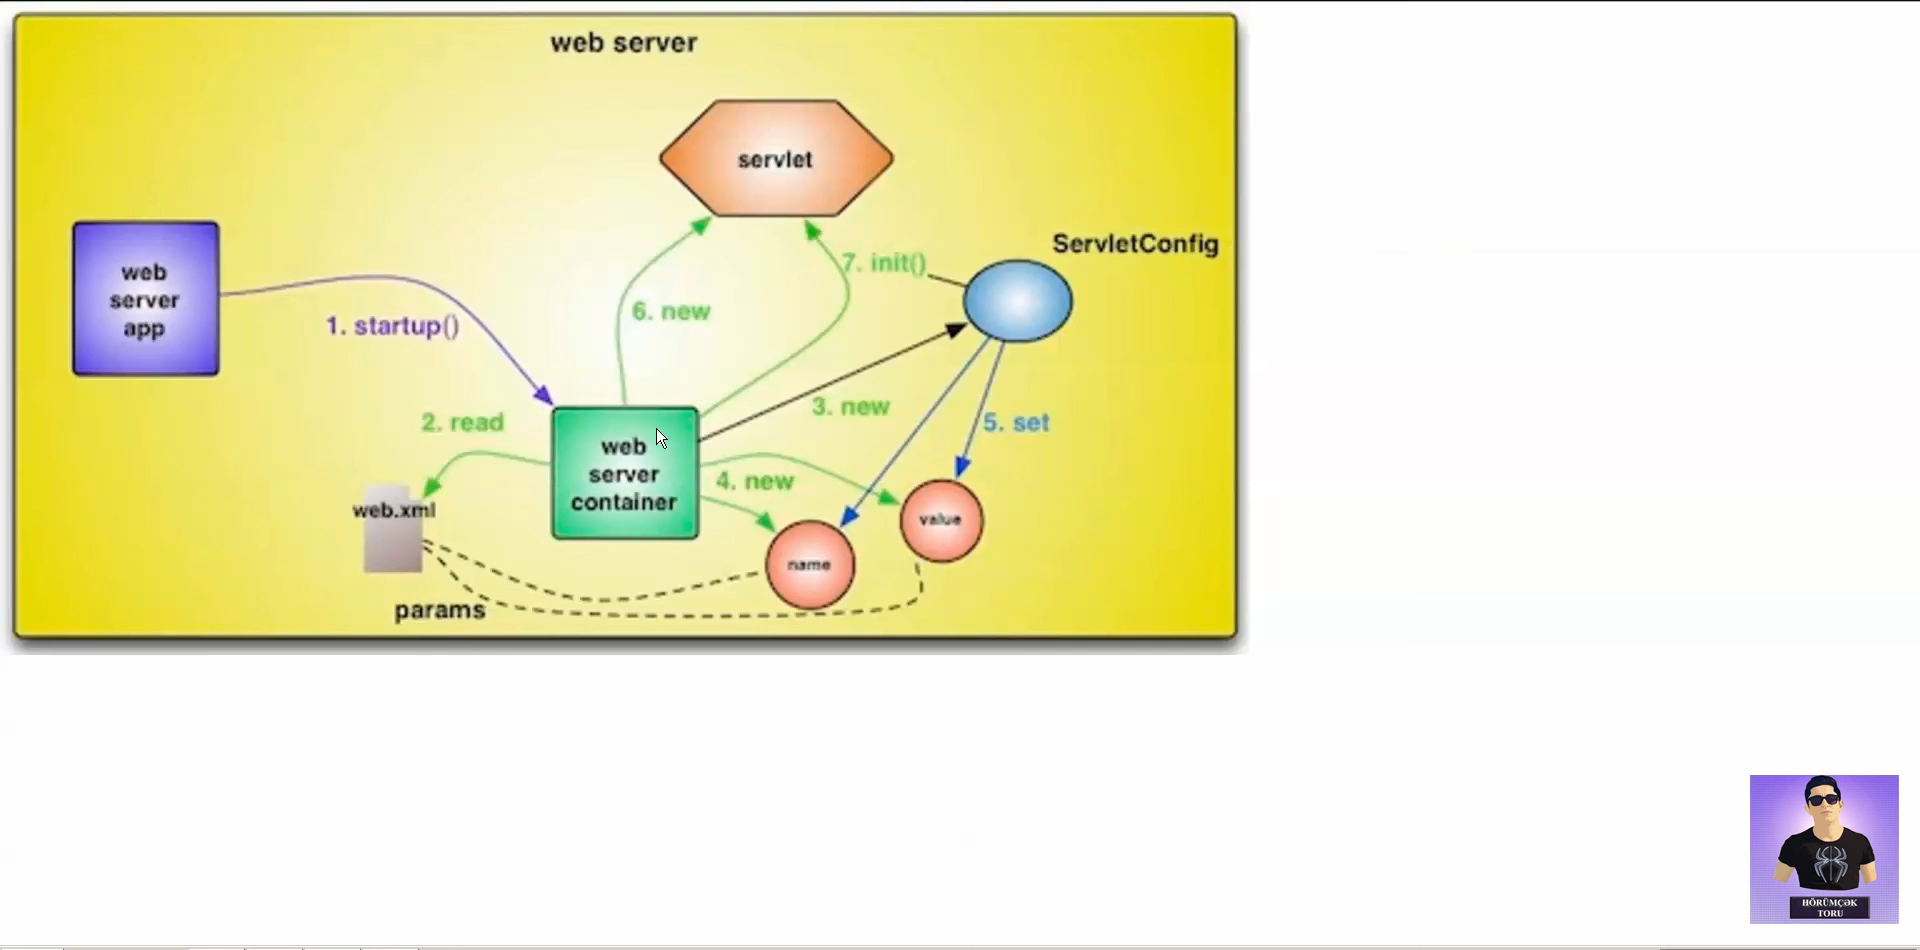 web server
servlet
ServletConfig
7. init()
web
server
app
6. new
1. startup()
3. new
2. read
5. set
web
server
container
4. new
web.xml
value
name
params
HÖRÜMÇƏK
TORU